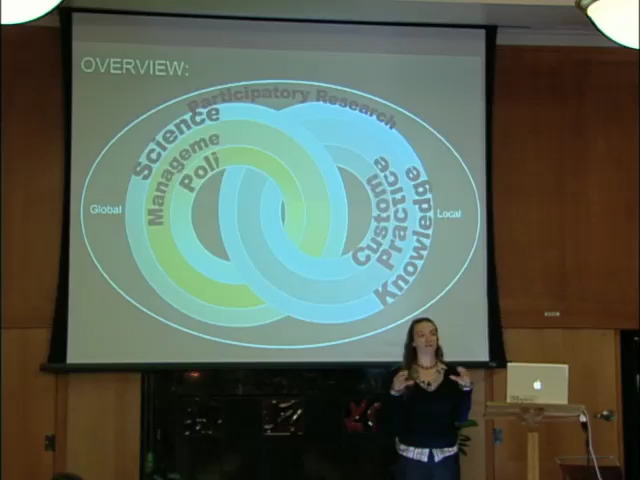 OVERVIEW:
Participatory Research
Science
Manageme
Poli
Global
Local
Custom
Practice
Knowledge